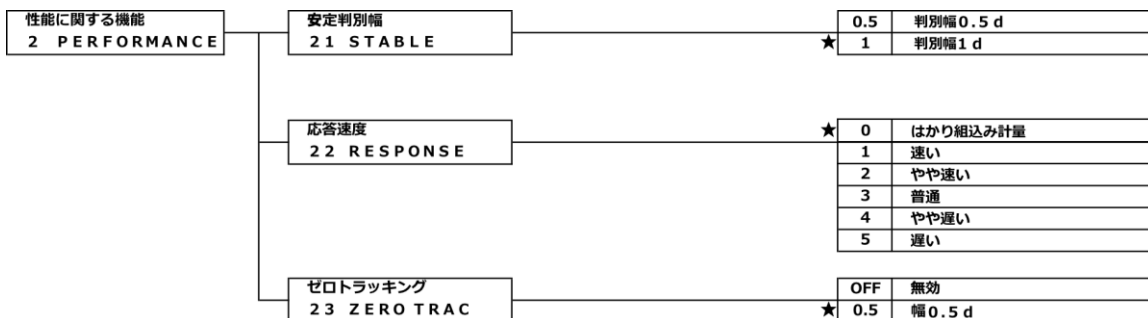 性能に関する機能
2 PERFORMANCE
安定判別幅
21 STABLE
0.5 判別幅0.5d
★ 1 判別幅1d
応答速度
22 RESPONSE
★ 0 はかり組込み計量
1 速い
2 やや速い
3 普通
4 やや遅い
5 遅い
ゼロトラッキング
23 ZERO TRAC
OFF 無効
★ 0.5 幅0.5d